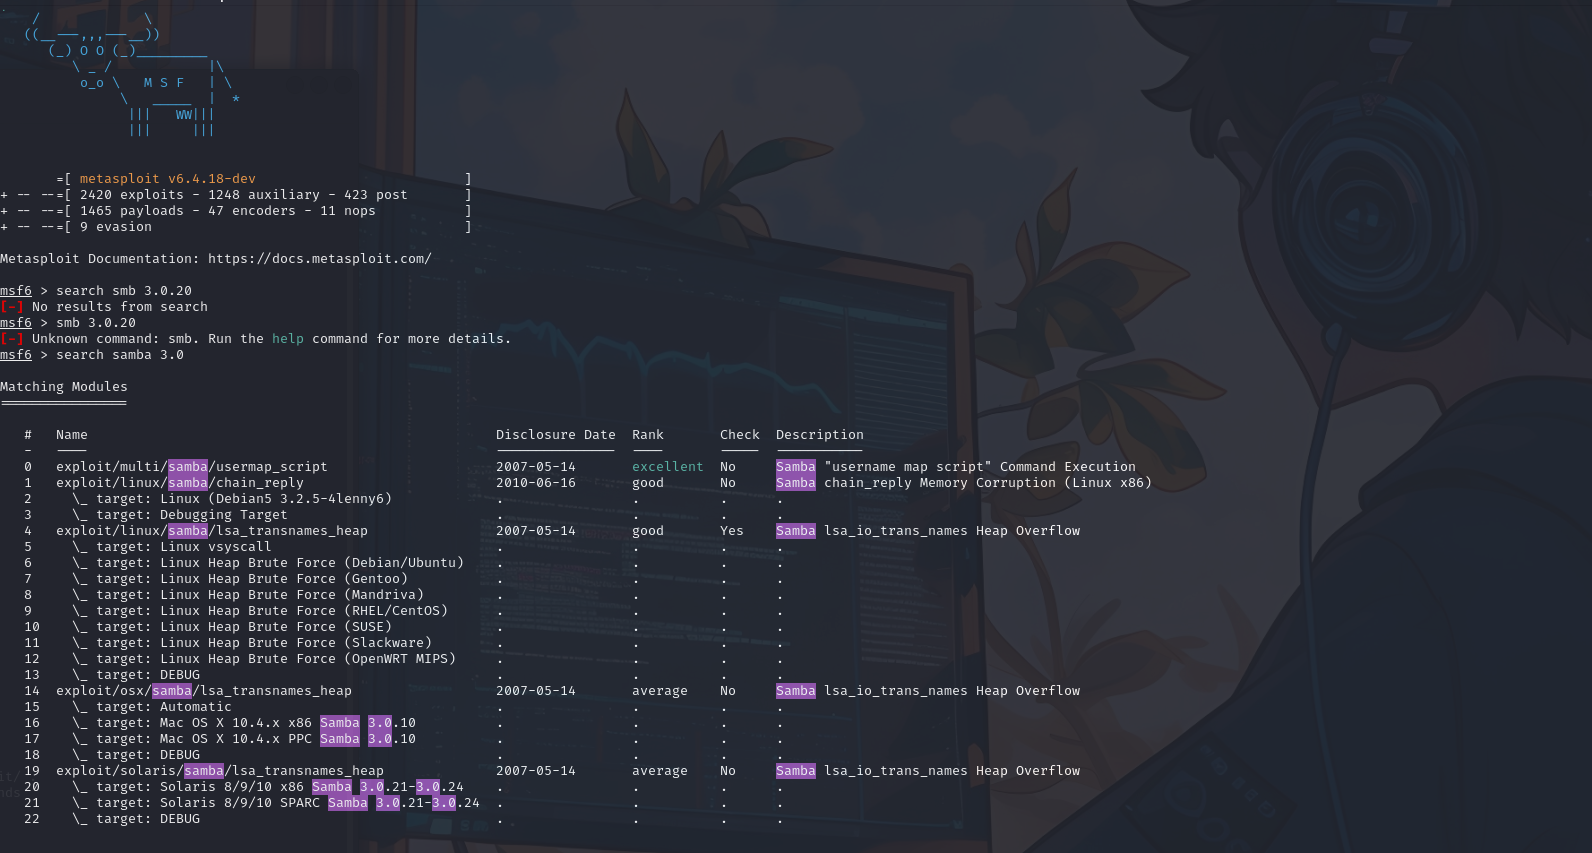 /             \
((__---,,,---__))
(_) O O (_)_________
\ _ /            |\
o_o \   M S F   | \
\   _____  |  *
|||   WW|||
|||     |||
=[ metasploit v6.4.18-dev                          ]
+ -- --=[ 2420 exploits - 1248 auxiliary - 423 post       ]
+ -- --=[ 1465 payloads - 47 encoders - 11 nops           ]
+ -- --=[ 9 evasion                                       ]
Metasploit Documentation: https://docs.metasploit.com/
msf6 > search smb 3.0.20
[-] No results from search
msf6 > smb 3.0.20
[-] Unknown command: smb. Run the help command for more details.
msf6 > search samba 3.0
Matching Modules
================
#   Name                                                   Disclosure Date  Rank       Check  Description
-   ----                                                   ---------------  ----       -----  -----------
0   exploit/multi/samba/usermap_script                     2007-05-14       excellent  No     Samba "username map script" Command Execution
1   exploit/linux/samba/chain_reply                        2010-06-16       good       No     Samba chain_reply Memory Corruption (Linux x86)
2     \_ target: Linux (Debian5 3.2.5-4lenny6)             .                .          .      .
3     \_ target: Debugging Target                          .                .          .      .
4   exploit/linux/samba/lsa_transnames_heap                2007-05-14       good       Yes    Samba lsa_io_trans_names Heap Overflow
5     \_ target: Linux vsyscall                            .                .          .      .
6     \_ target: Linux Heap Brute Force (Debian/Ubuntu)    .                .          .      .
7     \_ target: Linux Heap Brute Force (Gentoo)           .                .          .      .
8     \_ target: Linux Heap Brute Force (Mandriva)         .                .          .      .
9     \_ target: Linux Heap Brute Force (RHEL/CentOS)      .                .          .      .
10    \_ target: Linux Heap Brute Force (SUSE)             .                .          .      .
11    \_ target: Linux Heap Brute Force (Slackware)        .                .          .      .
12    \_ target: Linux Heap Brute Force (OpenWRT MIPS)     .                .          .      .
13    \_ target: DEBUG                                     .                .          .      .
14  exploit/osx/samba/lsa_transnames_heap                  2007-05-14       average    No     Samba lsa_io_trans_names Heap Overflow
15    \_ target: Automatic                                 .                .          .      .
16    \_ target: Mac OS X 10.4.x x86 Samba 3.0.10          .                .          .      .
17    \_ target: Mac OS X 10.4.x PPC Samba 3.0.10          .                .          .      .
18    \_ target: DEBUG                                     .                .          .      .
19  exploit/solaris/samba/lsa_transnames_heap              2007-05-14       average    No     Samba lsa_io_trans_names Heap Overflow
20    \_ target: Solaris 8/9/10 x86 Samba 3.0.21-3.0.24    .                .          .      .
21    \_ target: Solaris 8/9/10 SPARC Samba 3.0.21-3.0.24  .                .          .      .
22    \_ target: DEBUG                                     .                .          .      .